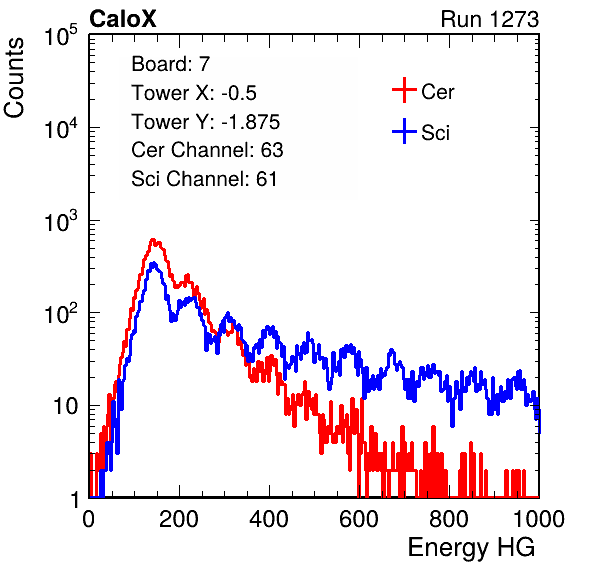 CaloX Run 1273
Counts
10^5
Board: 7
Tower X: -0.5
Tower Y: -1.875
Cer Channel: 63
Sci Channel: 61
Cer
Sci
10^4
10^3
10^2
10
1
0 200 400 600 800 1000
Energy HG